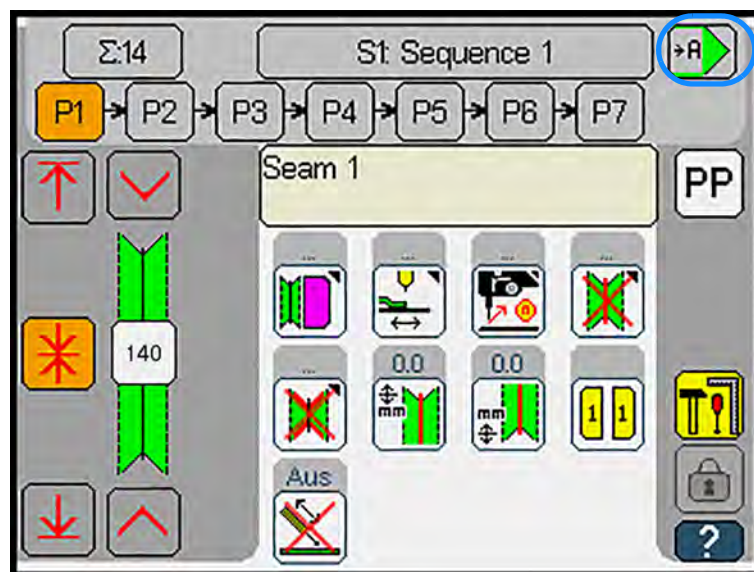 Σ:14
S1: Sequence 1
A
P1 P2 P3 P4 P5 P6 P7
Seam 1
PP
...
...
...
...
140
...
0.0
0.0
mm
mm
1 1
Aus
?